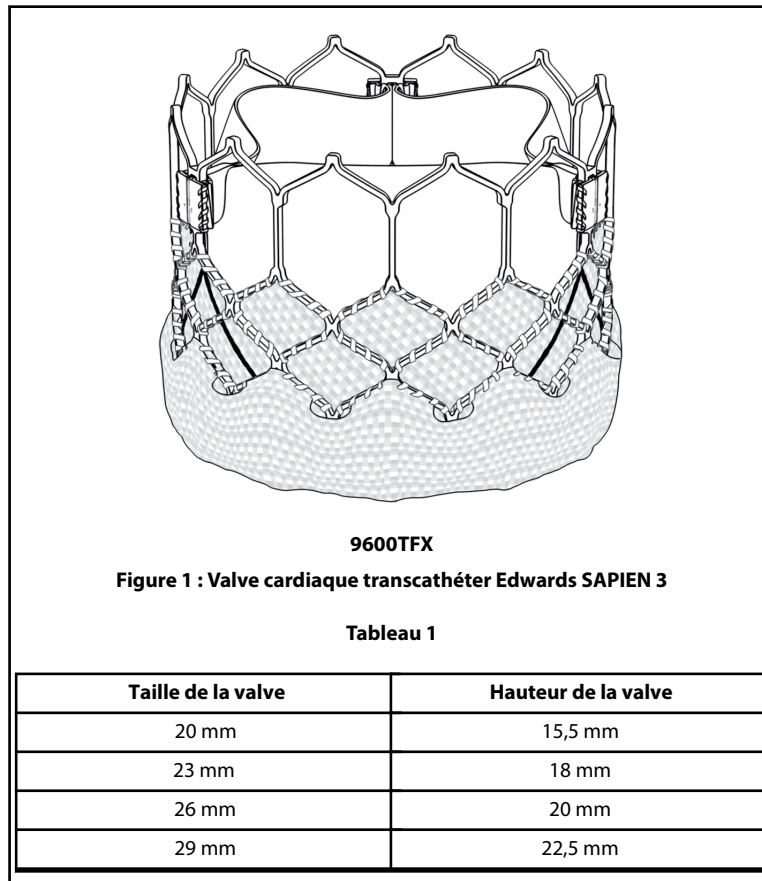 9600TFX
Figure 1 : Valve cardiaque transcathéter Edwards SAPIEN 3
Tableau 1
Taille de la valve Hauteur de la valve
20 mm 15,5 mm
23 mm 18 mm
26 mm 20 mm
29 mm 22,5 mm